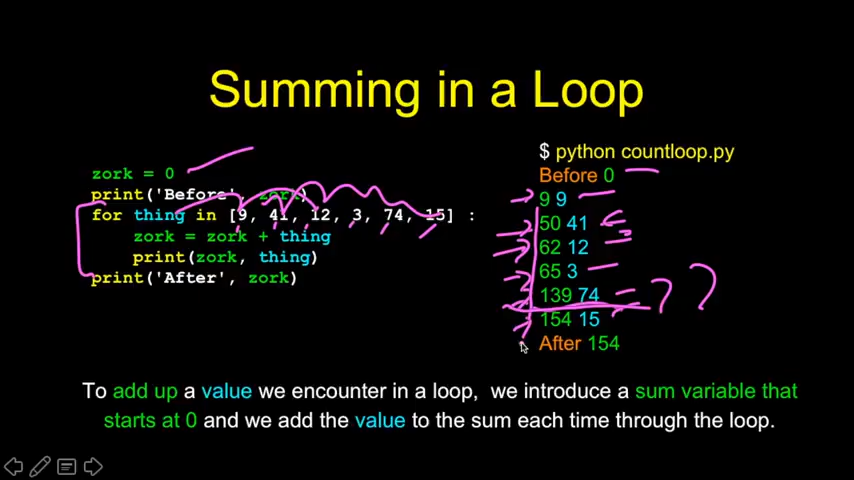 Summing in a Loop
zork = 0
print('Before', zork)
for thing in [9, 41, 12, 3, 74, 15] :
    zork = zork + thing
    print(zork, thing)
print('After', zork)
$ python countloop.py
Before 0
9 9
50 41
62 12
65 3
139 74
154 15
After 154
? ?
To add up a value we encounter in a loop, we introduce a sum variable that
starts at 0 and we add the value to the sum each time through the loop.